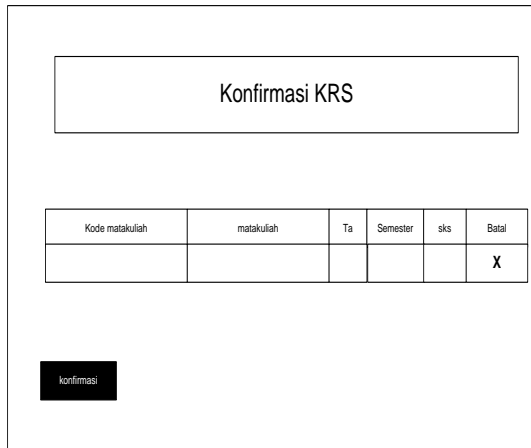 Konfirmasi KRS
Kode matakuliah matakuliah Ta Semester sks Batal
X
konfirmasi